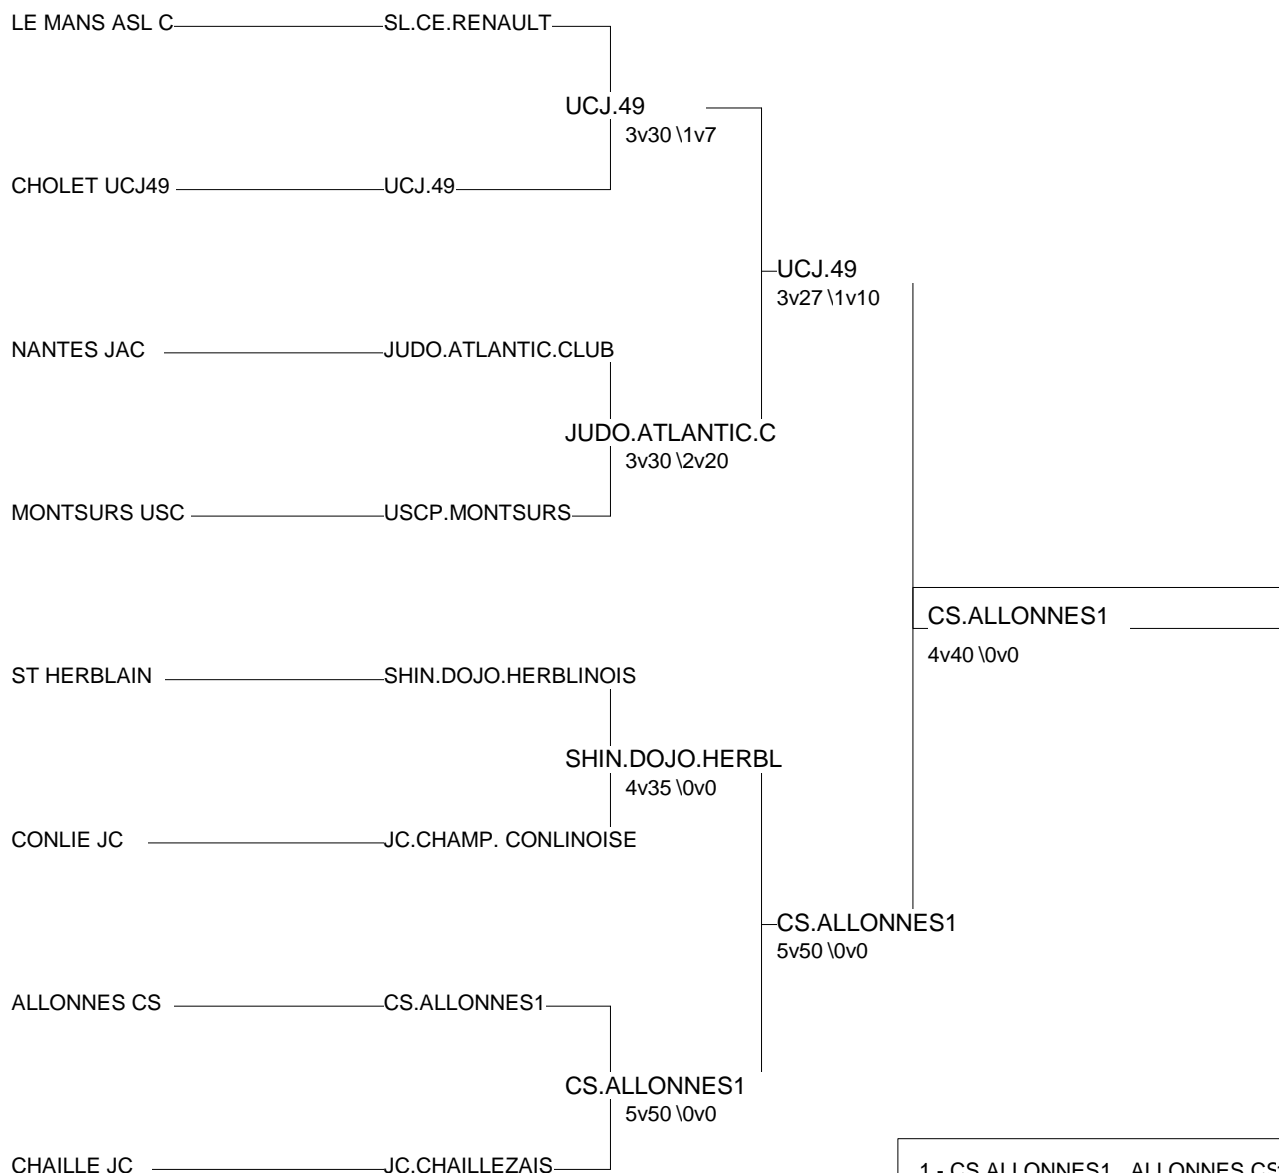 LE MANS ASL C SL.CE.RENAULT
UCJ.49
3v30 \1v7
CHOLET UCJ49 UCJ.49
UCJ.49
3v27 \1v10
NANTES JAC JUDO.ATLANTIC.CLUB
JUDO.ATLANTIC.C
3v30 \2v20
MONTSURS USC USCP.MONTSURS
CS.ALLONNES1
4v40 \0v0
ST HERBLAIN SHIN.DOJO.HERBLINOIS
SHIN.DOJO.HERBL
4v35 \0v0
CONLIE JC JC.CHAMP. CONLINOISE
CS.ALLONNES1
5v50 \0v0
ALLONNES CS CS.ALLONNES1
CS.ALLONNES1
5v50 \0v0
CHAILLE JC JC.CHAILLEZAIS
1 - CS.ALLONNES1 ALLONNES CS